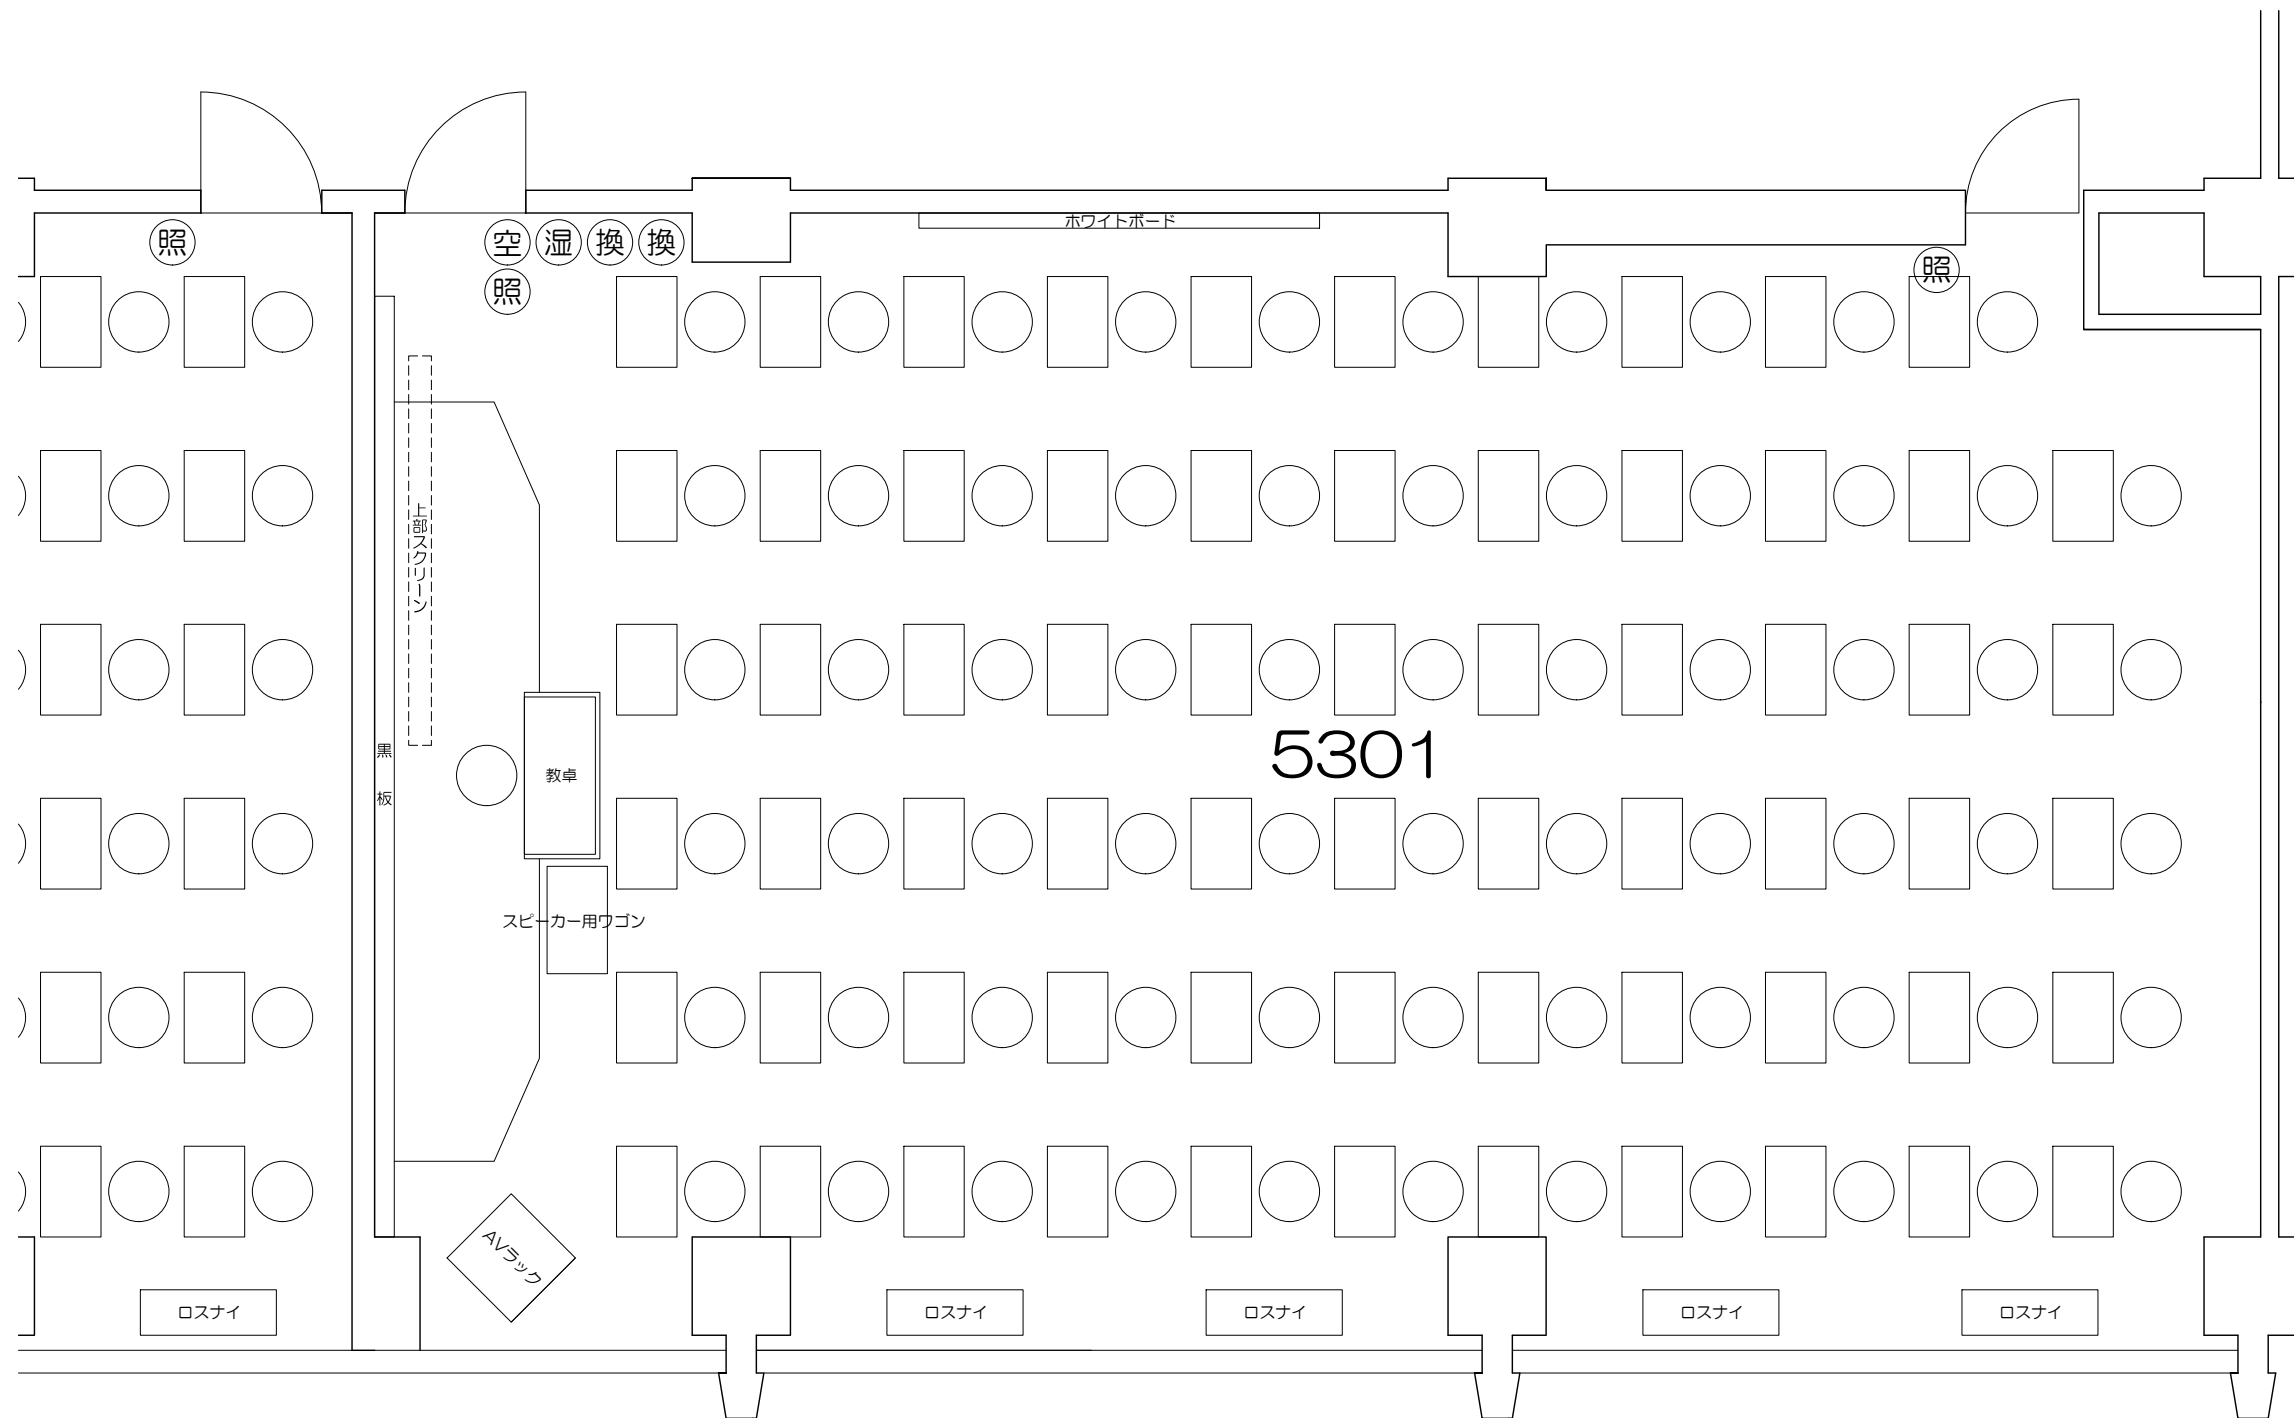 ホワイトボード
照
空 湿 換 換
照
照
上部スクリーン
黒板
教卓
5301
スピーカー用ワゴン
AVラック
ロスナイ
ロスナイ
ロスナイ
ロスナイ
ロスナイ